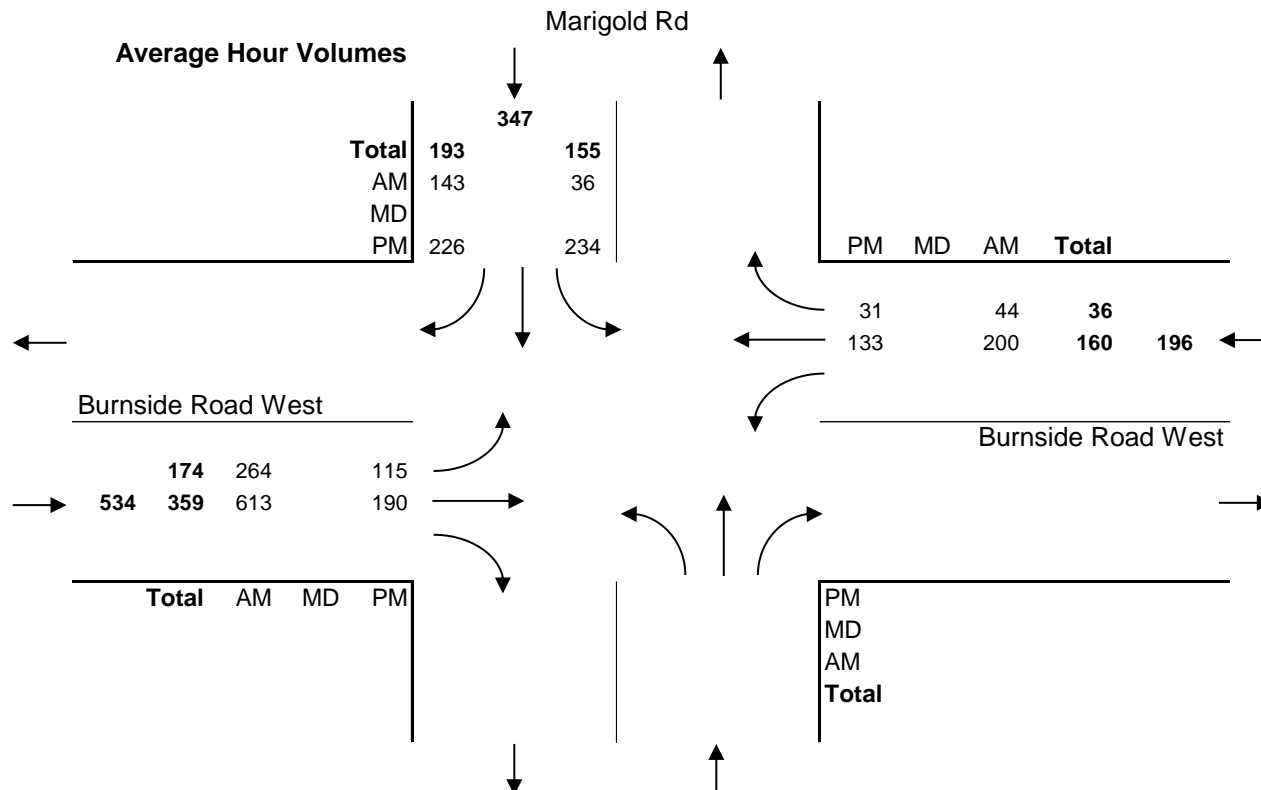 Marigold Rd
Average Hour Volumes
347
Total 193 155
AM 143 36
MD
PM 226 234
PM MD AM Total
31 44 36
133 200 160 196
Burnside Road West
Burnside Road West
174 264 115
534 359 613 190
Total AM MD PM
PM
MD
AM
Total